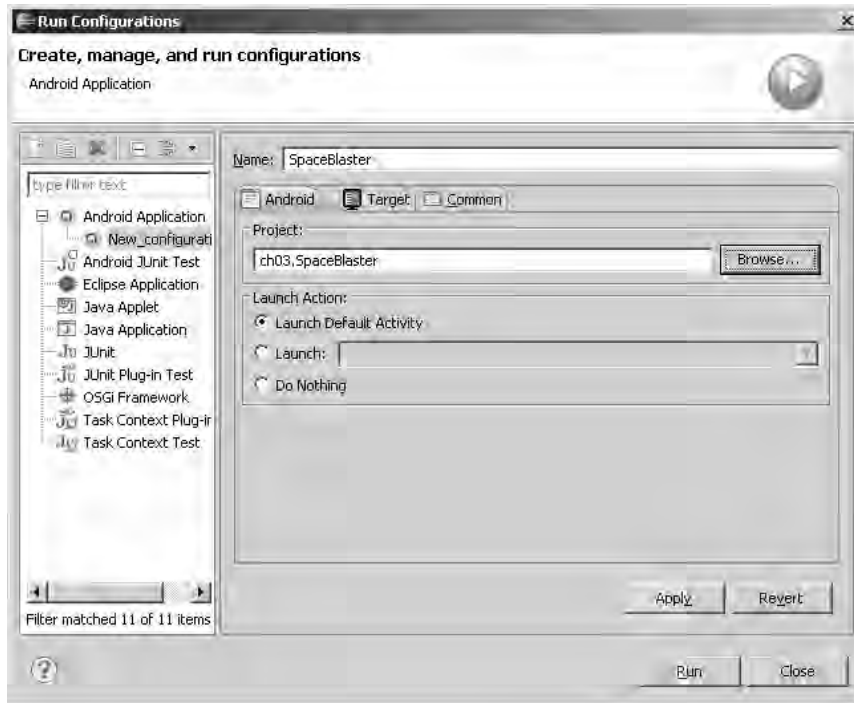 Run Configurations
Create, manage, and run configurations
Android Application
type filter text
Android Application
New_configurati
Android JUnit Test
Eclipse Application
Java Applet
Java Application
JUnit
JUnit Plug-in Test
OSGi Framework
Task Context Plug-ir
Task Context Test
Filter matched 11 of 11 items
Name: SpaceBlaster
Android Target Common
Project:
ch03.SpaceBlaster Browse...
Launch Action:
Launch Default Activity
Launch:
Do Nothing
Apply Revert
Run Close